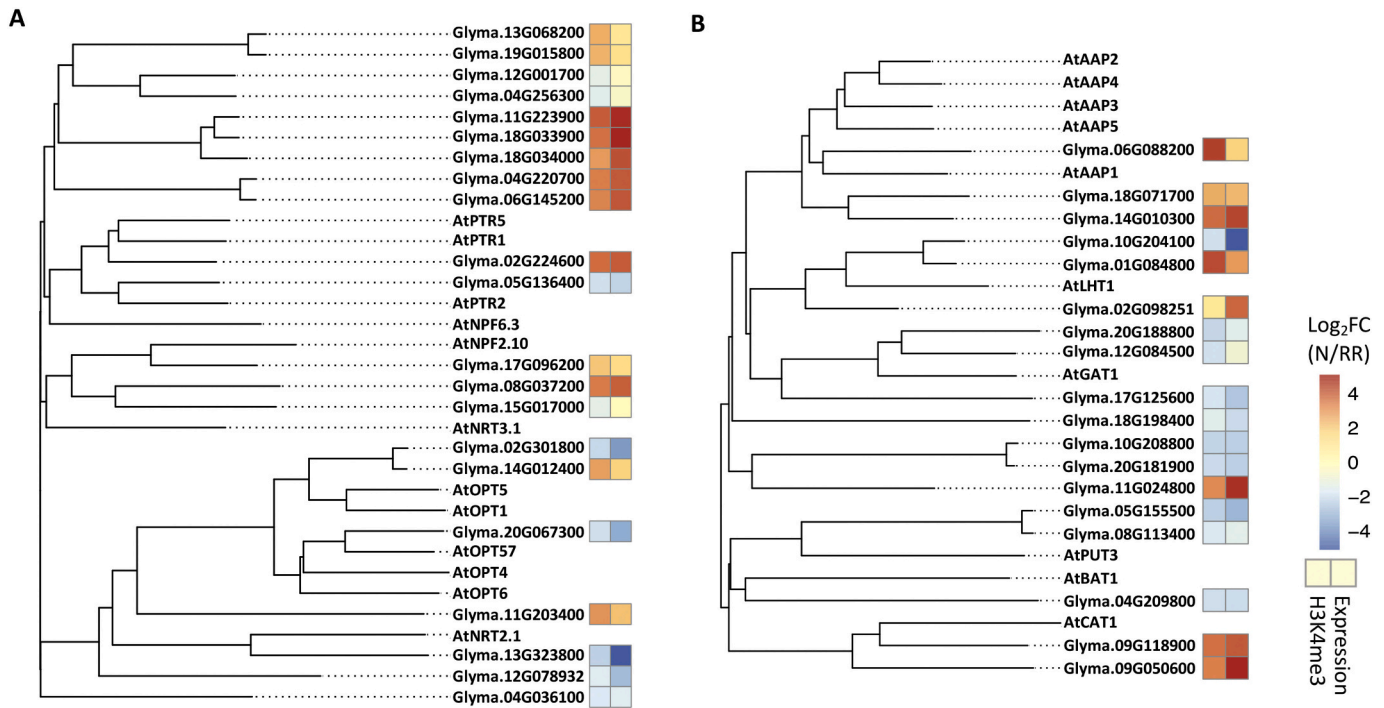 A
Glyma.13G068200
Glyma.19G015800
Glyma.12G001700
Glyma.04G256300
Glyma.11G223900
Glyma.18G033900
Glyma.18G034000
Glyma.04G220700
Glyma.06G145200
AtPTR5
AtPTR1
Glyma.02G224600
Glyma.05G136400
AtPTR2
AtNPF6.3
AtNPF2.10
Glyma.17G096200
Glyma.08G037200
Glyma.15G017000
AtNRT3.1
Glyma.02G301800
Glyma.14G012400
AtOPT5
AtOPT1
Glyma.20G067300
AtOPT57
AtOPT4
AtOPT6
Glyma.11G203400
AtNRT2.1
Glyma.13G323800
Glyma.12G078932
Glyma.04G036100
B
AtAAP2
AtAAP4
AtAAP3
AtAAP5
Glyma.06G088200
AtAAP1
Glyma.18G071700
Glyma.14G010300
Glyma.10G204100
Glyma.01G084800
AtLHT1
Glyma.02G098251
Glyma.20G188800
Glyma.12G084500
AtGAT1
Glyma.17G125600
Glyma.18G198400
Glyma.10G208800
Glyma.20G181900
Glyma.11G024800
Glyma.05G155500
Glyma.08G113400
AtPUT3
AtBAT1
Glyma.04G209800
AtCAT1
Glyma.09G118900
Glyma.09G050600
Log₂FC
(N/RR)
4
2
0
−2
−4
Expression
H3K4me3